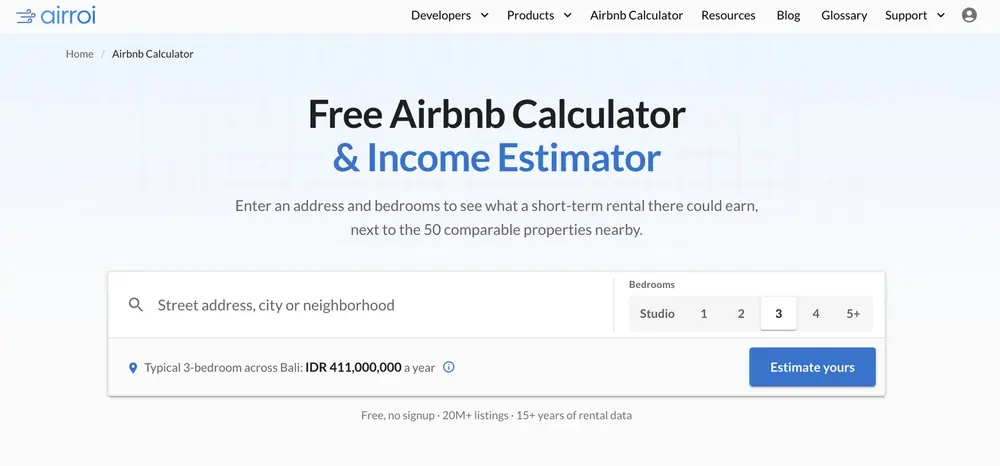 airroi
Developers Products Airbnb Calculator Resources Blog Glossary Support
Home / Airbnb Calculator
Free Airbnb Calculator
& Income Estimator
Enter an address and bedrooms to see what a short-term rental there could earn,
next to the 50 comparable properties nearby.
Street address, city or neighborhood
Bedrooms
Studio 1 2 3 4 5+
Typical 3-bedroom across Bali: IDR 411,000,000 a year
Estimate yours
Free, no signup · 20M+ listings · 15+ years of rental data